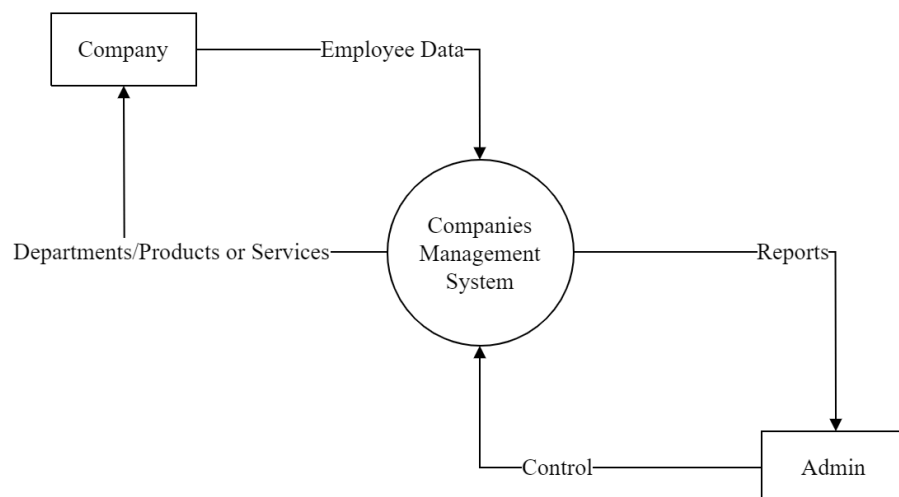 Company
Employee Data
Departments/Products or Services
Companies
Management
System
Reports
Control
Admin